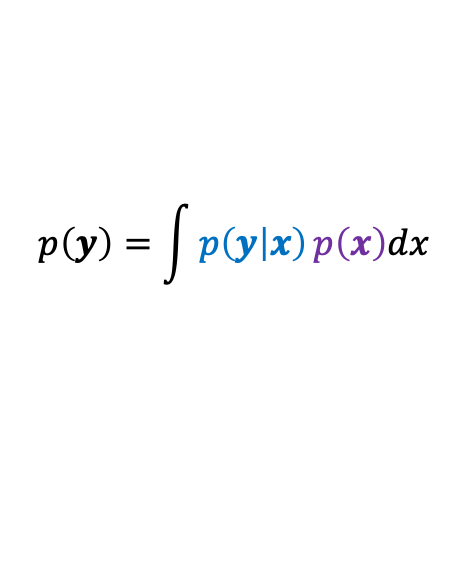 p(y) = ∫ p(y|x) p(x)dx